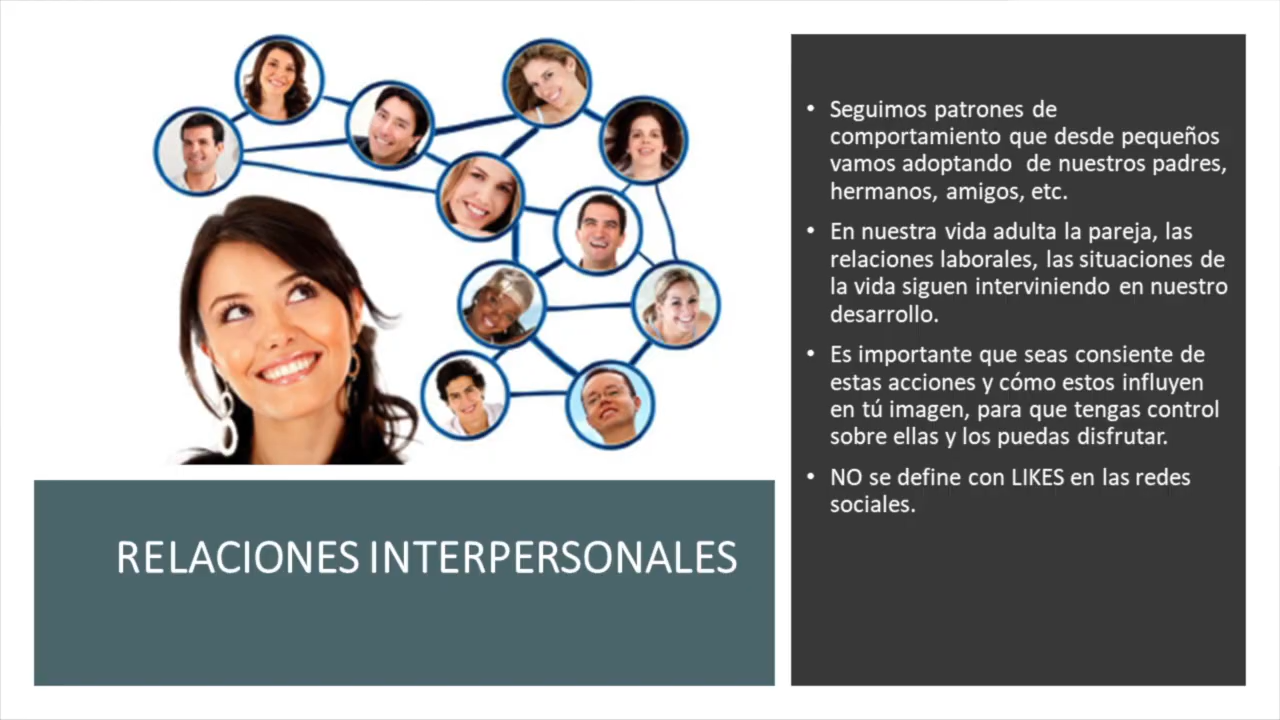 RELACIONES INTERPERSONALES
• Seguimos patrones de
comportamiento que desde pequeños
vamos adoptando  de nuestros padres,
hermanos, amigos, etc.
• En nuestra vida adulta la pareja, las
relaciones laborales, las situaciones de
la vida siguen interviniendo en nuestro
desarrollo.
• Es importante que seas consiente de
estas acciones y cómo estos influyen
en tú imagen, para que tengas control
sobre ellas y los puedas disfrutar.
• NO se define con LIKES en las redes
sociales.